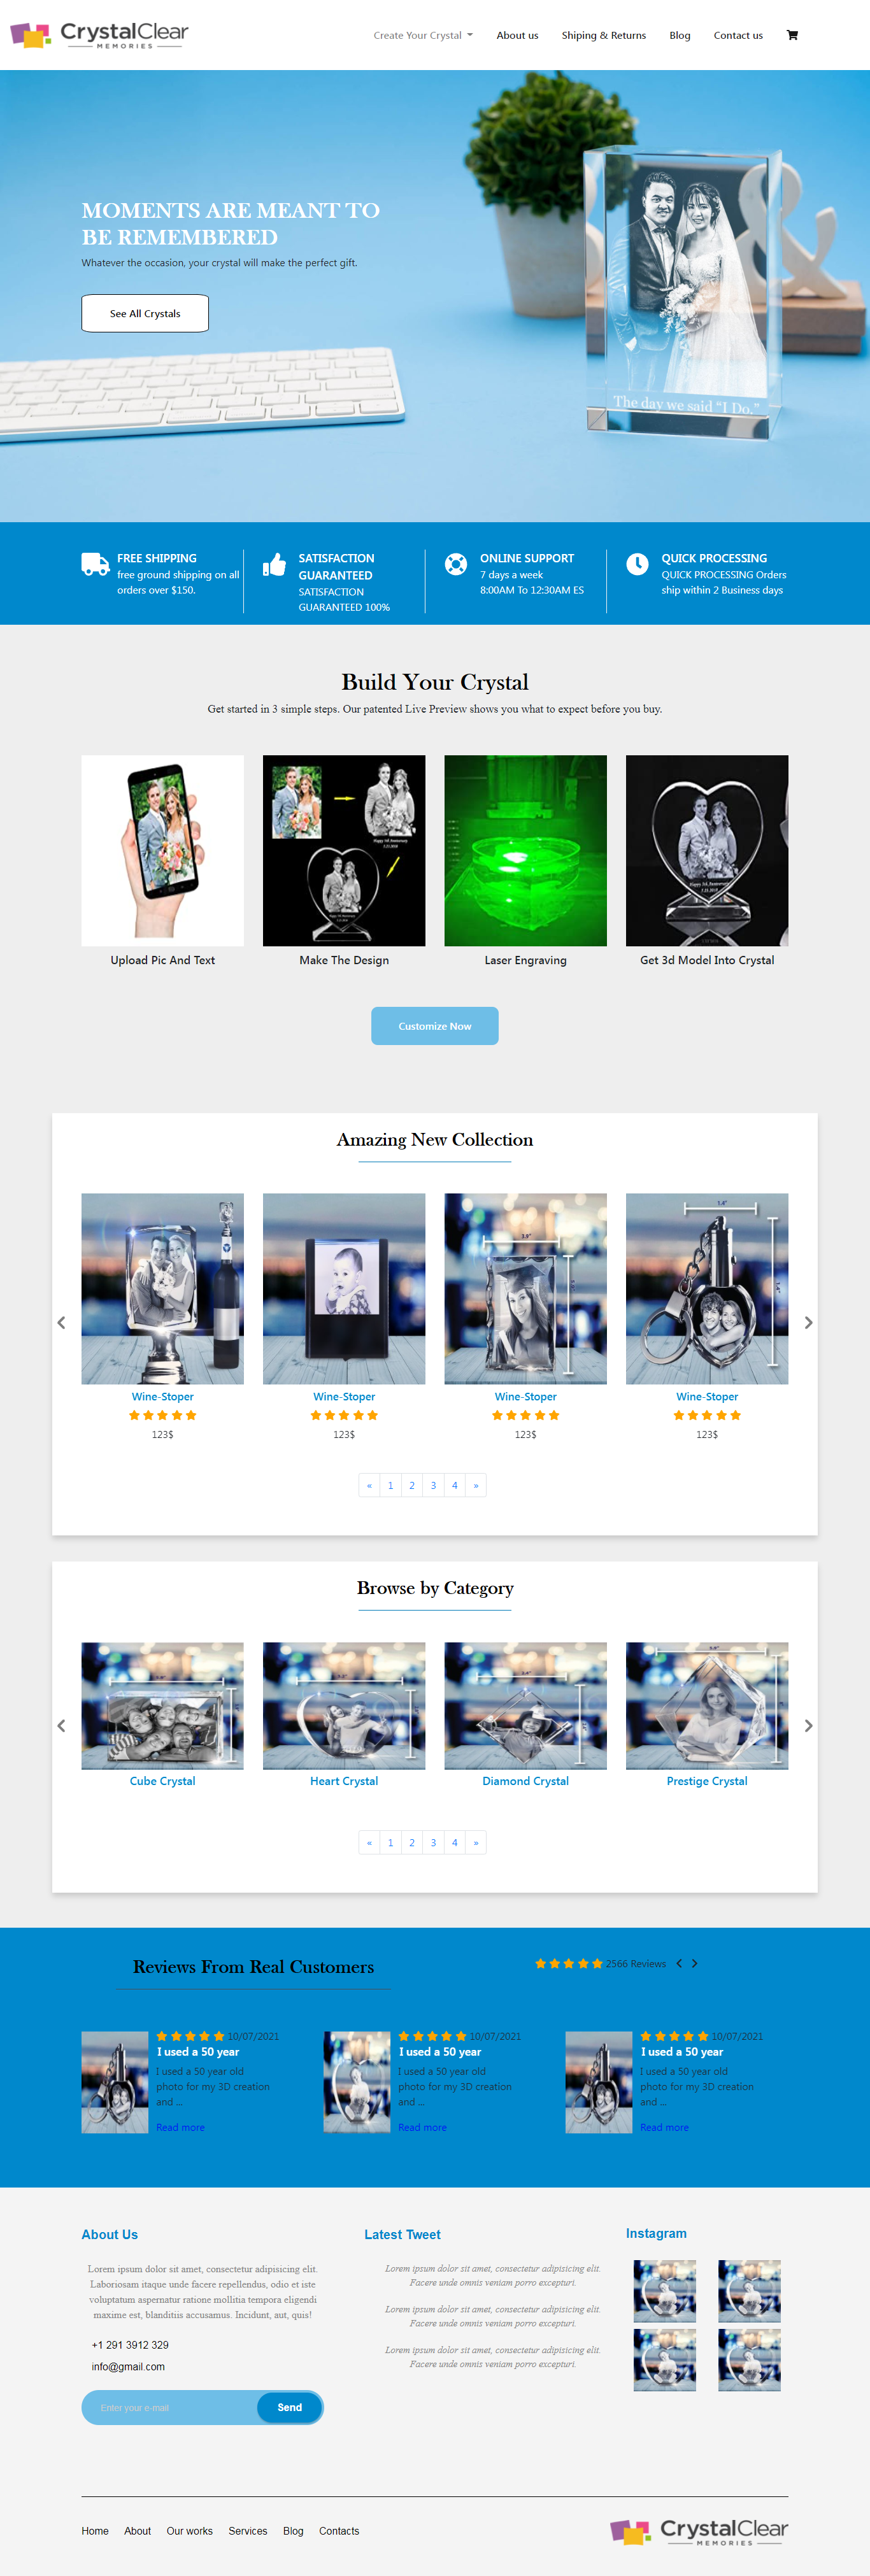 CrystalClear
MEMORIES
Create Your Crystal
About us
Shiping & Returns
Blog
Contact us
MOMENTS ARE MEANT TO
BE REMEMBERED
Whatever the occasion, your crystal will make the perfect gift.
See All Crystals
The day we said “I Do.”
FREE SHIPPING
free ground shipping on all
orders over $150.
SATISFACTION
GUARANTEED
SATISFACTION
GUARANTEED 100%
ONLINE SUPPORT
7 days a week
8:00AM To 12:30AM ES
QUICK PROCESSING
QUICK PROCESSING Orders
ship within 2 Business days
Build Your Crystal
Get started in 3 simple steps. Our patented Live Preview shows you what to expect before you buy.
Upload Pic And Text
Make The Design
Laser Engraving
Get 3d Model Into Crystal
Customize Now
Amazing New Collection
Wine-Stoper
123$
Wine-Stoper
123$
Wine-Stoper
123$
Wine-Stoper
123$
« 1 2 3 4 »
Browse by Category
Cube Crystal
Heart Crystal
Diamond Crystal
Prestige Crystal
« 1 2 3 4 »
Reviews From Real Customers
2566 Reviews
10/07/2021
I used a 50 year
I used a 50 year old
photo for my 3D creation
and ...
Read more
10/07/2021
I used a 50 year
I used a 50 year old
photo for my 3D creation
and ...
Read more
10/07/2021
I used a 50 year
I used a 50 year old
photo for my 3D creation
and ...
Read more
About Us
Lorem ipsum dolor sit amet, consectetur adipisicing elit.
Laboriosam itaque unde facere repellendus, odio et iste
voluptatum aspernatur ratione mollitia tempora eligendi
maxime est, blanditiis accusamus. Incidunt, aut, quis!
+1 291 3912 329
info@gmail.com
Enter your e-mail
Send
Latest Tweet
Lorem ipsum dolor sit amet, consectetur adipisicing elit.
Facere unde omnis veniam porro excepturi.
Lorem ipsum dolor sit amet, consectetur adipisicing elit.
Facere unde omnis veniam porro excepturi.
Lorem ipsum dolor sit amet, consectetur adipisicing elit.
Facere unde omnis veniam porro excepturi.
Instagram
Home
About
Our works
Services
Blog
Contacts
CrystalClear
MEMORIES